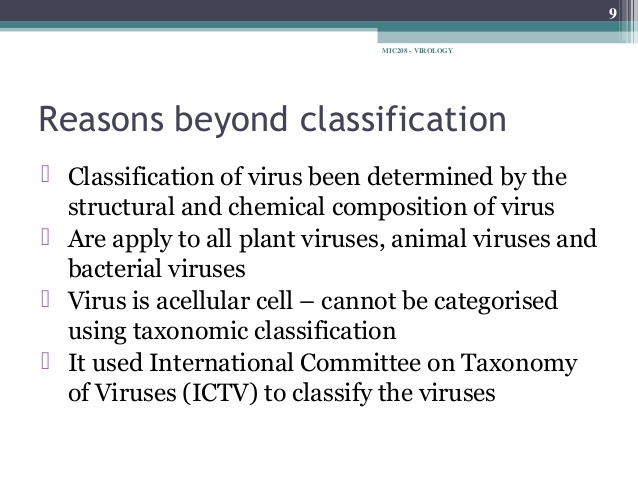 9
MIC208 - VIROLOGY
Reasons beyond classification
Classification of virus been determined by the
structural and chemical composition of virus
Are apply to all plant viruses, animal viruses and
bacterial viruses
Virus is acellular cell – cannot be categorised
using taxonomic classification
It used International Committee on Taxonomy
of Viruses (ICTV) to classify the viruses